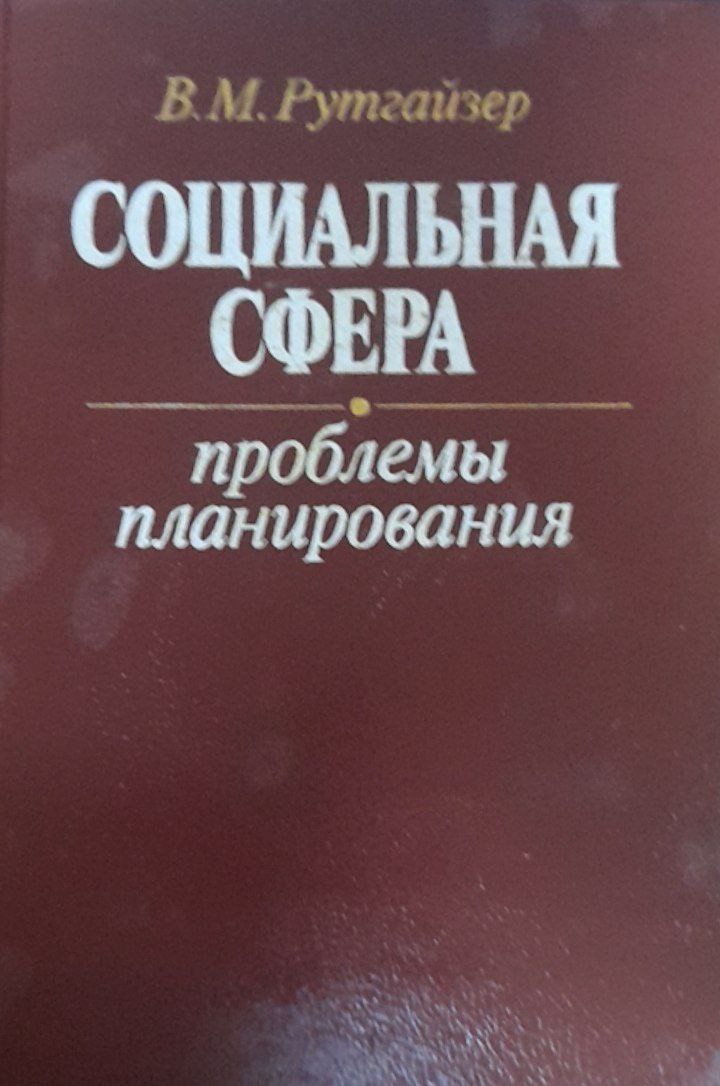 В. М. Рутгайзер
СОЦИАЛЬНАЯ
СФЕРА
проблемы
планирования